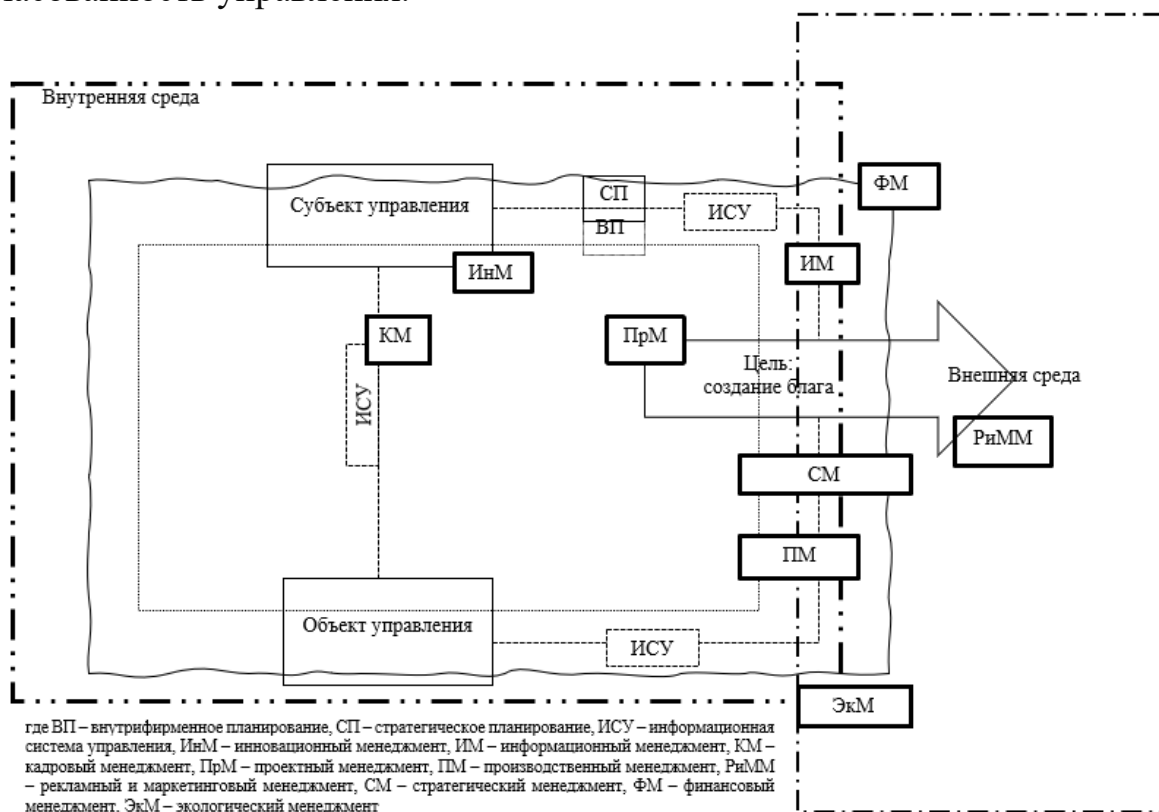 управления.
Внутренняя среда
ФМ
СП
Субъект управления
ИСУ
ВП
ИМ
ИнМ
КМ
ПрМ
Цель:
создание блага
Внешняя среда
ИСУ
РиММ
СМ
ПМ
Объект управления
ИСУ
ЭкМ
где ВП – внутрифирменное планирование, СП – стратегическое планирование, ИСУ – информационная
система управления, ИнМ – инновационный менеджмент, ИМ – информационный менеджмент, КМ –
кадровый менеджмент, ПрМ – проектный менеджмент, ПМ – производственный менеджмент, РиММ
– рекламный и маркетинговый менеджмент, СМ – стратегический менеджмент, ФМ – финансовый
менеджмент, ЭкМ – экологический менеджмент